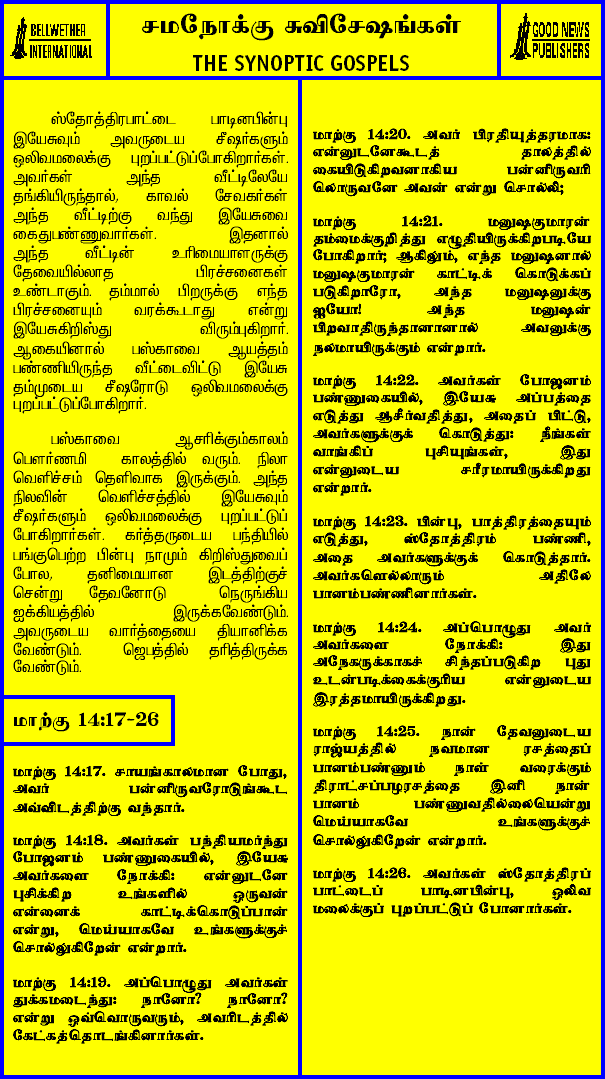 BELLWETHER
INTERNATIONAL
சமநோக்கு சுவிசேஷங்கள்
THE SYNOPTIC GOSPELS
GOOD NEWS
PUBLISHERS
ஸ்தோத்திரபாட்டை பாடினபின்பு
இயேசுவும் அவருடைய சீஷர்களும்
ஒலிவமலைக்கு புறப்பட்டுப்போகிறார்கள்.
அவர்கள் அந்த வீட்டிலேயே
தங்கியிருந்தால், காவல் சேவகர்கள்
அந்த வீட்டிற்கு வந்து இயேசுவை
கைதுபண்ணுவார்கள். இதனால்
அந்த வீட்டின் உரிமையாளருக்கு
தேவையில்லாத பிரச்சனைகள்
உண்டாகும். தம்மால் பிறருக்கு எந்த
பிரச்சனையும் வரக்கூடாது என்று
இயேசுகிறிஸ்து விரும்புகிறார்.
ஆகையினால் பஸ்காவை ஆயத்தம்
பண்ணியிருந்த வீட்டைவிட்டு இயேசு
தம்முடைய சீஷரோடு ஒலிவமலைக்கு
புறப்பட்டுப்போகிறார்.
பஸ்காவை ஆசரிக்கும்காலம்
பௌர்ணமி காலத்தில் வரும். நிலா
வெளிச்சம் தெளிவாக இருக்கும். அந்த
நிலவின் வெளிச்சத்தில் இயேசுவும்
சீஷர்களும் ஒலிவமலைக்கு புறப்பட்டுப்
போகிறார்கள். கர்த்தருடைய பந்தியில்
பங்குபெற்ற பின்பு நாமும் கிறிஸ்துவைப்
போல, தனிமையான இடத்திற்குச்
சென்று தேவனோடு நெருங்கிய
ஐக்கியத்தில் இருக்கவேண்டும்.
அவருடைய வார்த்தையை தியானிக்க
வேண்டும். ஜெபத்தில் தரித்திருக்க
வேண்டும்.
மாற்கு 14:17-26
மாற்கு 14:17. சாயங்காலமான போது,
அவர் பன்னிருவரோடுங்கூட
அவ்விடத்திற்கு வந்தார்.
மாற்கு 14:18. அவர்கள் பந்தியமர்ந்து
போஜனம் பண்ணுகையில், இயேசு
அவர்களை நோக்கி: என்னுடனே
புசிக்கிற உங்களில் ஒருவன்
என்னைக் காட்டிக்கொடுப்பான்
என்று, மெய்யாகவே உங்களுக்குச்
சொல்லுகிறேன் என்றார்.
மாற்கு 14:19. அப்பொழுது அவர்கள்
துக்கமடைந்து: நானோ? நானோ?
என்று ஒவ்வொருவரும், அவரிடத்தில்
கேட்கத்தொடங்கினார்கள்.
மாற்கு 14:20. அவர் பிரதியுத்தரமாக:
என்னுடனேகூடத் தாலத்தில்
கையிடுகிறவனாகிய பன்னிருவரி
லொருவனே அவன் என்று சொல்லி;
மாற்கு 14:21. மனுஷகுமாரன்
தம்மைக்குறித்து எழுதியிருக்கிறபடியே
போகிறார்; ஆகிலும், எந்த மனுஷனால்
மனுஷகுமாரன் காட்டிக் கொடுக்கப்
படுகிறாரோ, அந்த மனுஷனுக்கு
ஐயோ! அந்த மனுஷன்
பிறவாதிருந்தானானால் அவனுக்கு
நலமாயிருக்கும் என்றார்.
மாற்கு 14:22. அவர்கள் போஜனம்
பண்ணுகையில், இயேசு அப்பத்தை
எடுத்து ஆசீர்வதித்து, அதைப் பிட்டு,
அவர்களுக்குக் கொடுத்து: நீங்கள்
வாங்கிப் புசியுங்கள், இது
என்னுடைய சரீரமாயிருக்கிறது
என்றார்.
மாற்கு 14:23. பின்பு, பாத்திரத்தையும்
எடுத்து, ஸ்தோத்திரம் பண்ணி,
அதை அவர்களுக்குக் கொடுத்தார்.
அவர்களெல்லாரும் அதிலே
பானம்பண்ணினார்கள்.
மாற்கு 14:24. அப்பொழுது அவர்
அவர்களை நோக்கி: இது
அநேகருக்காகச் சிந்தப்படுகிற புது
உடன்படிக்கைக்குரிய என்னுடைய
இரத்தமாயிருக்கிறது.
மாற்கு 14:25. நான் தேவனுடைய
ராஜ்யத்தில் நவமான ரசத்தைப்
பானம்பண்ணும் நாள் வரைக்கும்
திராட்சப்பழரசத்தை இனி நான்
பானம் பண்ணுவதில்லையென்று
மெய்யாகவே உங்களுக்குச்
சொல்லுகிறேன் என்றார்.
மாற்கு 14:26. அவர்கள் ஸ்தோத்திரப்
பாட்டைப் பாடினபின்பு, ஒலிவ
மலைக்குப் புறப்பட்டுப் போனார்கள்.